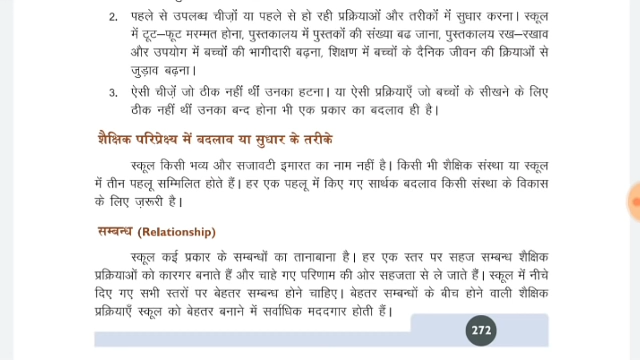 2. पहले से उपलब्ध चीज़ों या पहले से हो रही प्रक्रियाओं और तरीकों में सुधार करना। स्कूल
में टूट–फूट मरम्मत होना, पुस्तकालय में पुस्तकों की संख्या बढ जाना, पुस्तकालय रख–रखाव
और उपयोग में बच्चों की भागीदारी बढ़ना, शिक्षण में बच्चों के दैनिक जीवन की क्रियाओं से
जुड़ाव बढ़ना।
3. ऐसी चीज़ें जो ठीक नहीं थीं उनका हटना। या ऐसी प्रक्रियाएँ जो बच्चों के सीखने के लिए
ठीक नहीं थीं उनका बन्द होना भी एक प्रकार का बदलाव ही है।
शैक्षिक परिप्रेक्ष्य में बदलाव या सुधार के तरीके
स्कूल किसी भव्य और सजावटी इमारत का नाम नहीं है। किसी भी शैक्षिक संस्था या स्कूल
में तीन पहलू सम्मिलित होते हैं। हर एक पहलू में किए गए सार्थक बदलाव किसी संस्था के विकास
के लिए ज़रूरी है।
सम्बन्ध (Relationship)
स्कूल कई प्रकार के सम्बन्धों का तानाबाना है। हर एक स्तर पर सहज सम्बन्ध शैक्षिक
प्रक्रियाओं को कारगर बनाते हैं और चाहे गए परिणाम की ओर सहजता से ले जाते हैं। स्कूल में नीचे
दिए गए सभी स्तरों पर बेहतर सम्बन्ध होने चाहिए। बेहतर सम्बन्धों के बीच होने वाली शैक्षिक
प्रक्रियाएँ स्कूल को बेहतर बनाने में सर्वाधिक मददगार होती हैं।
272